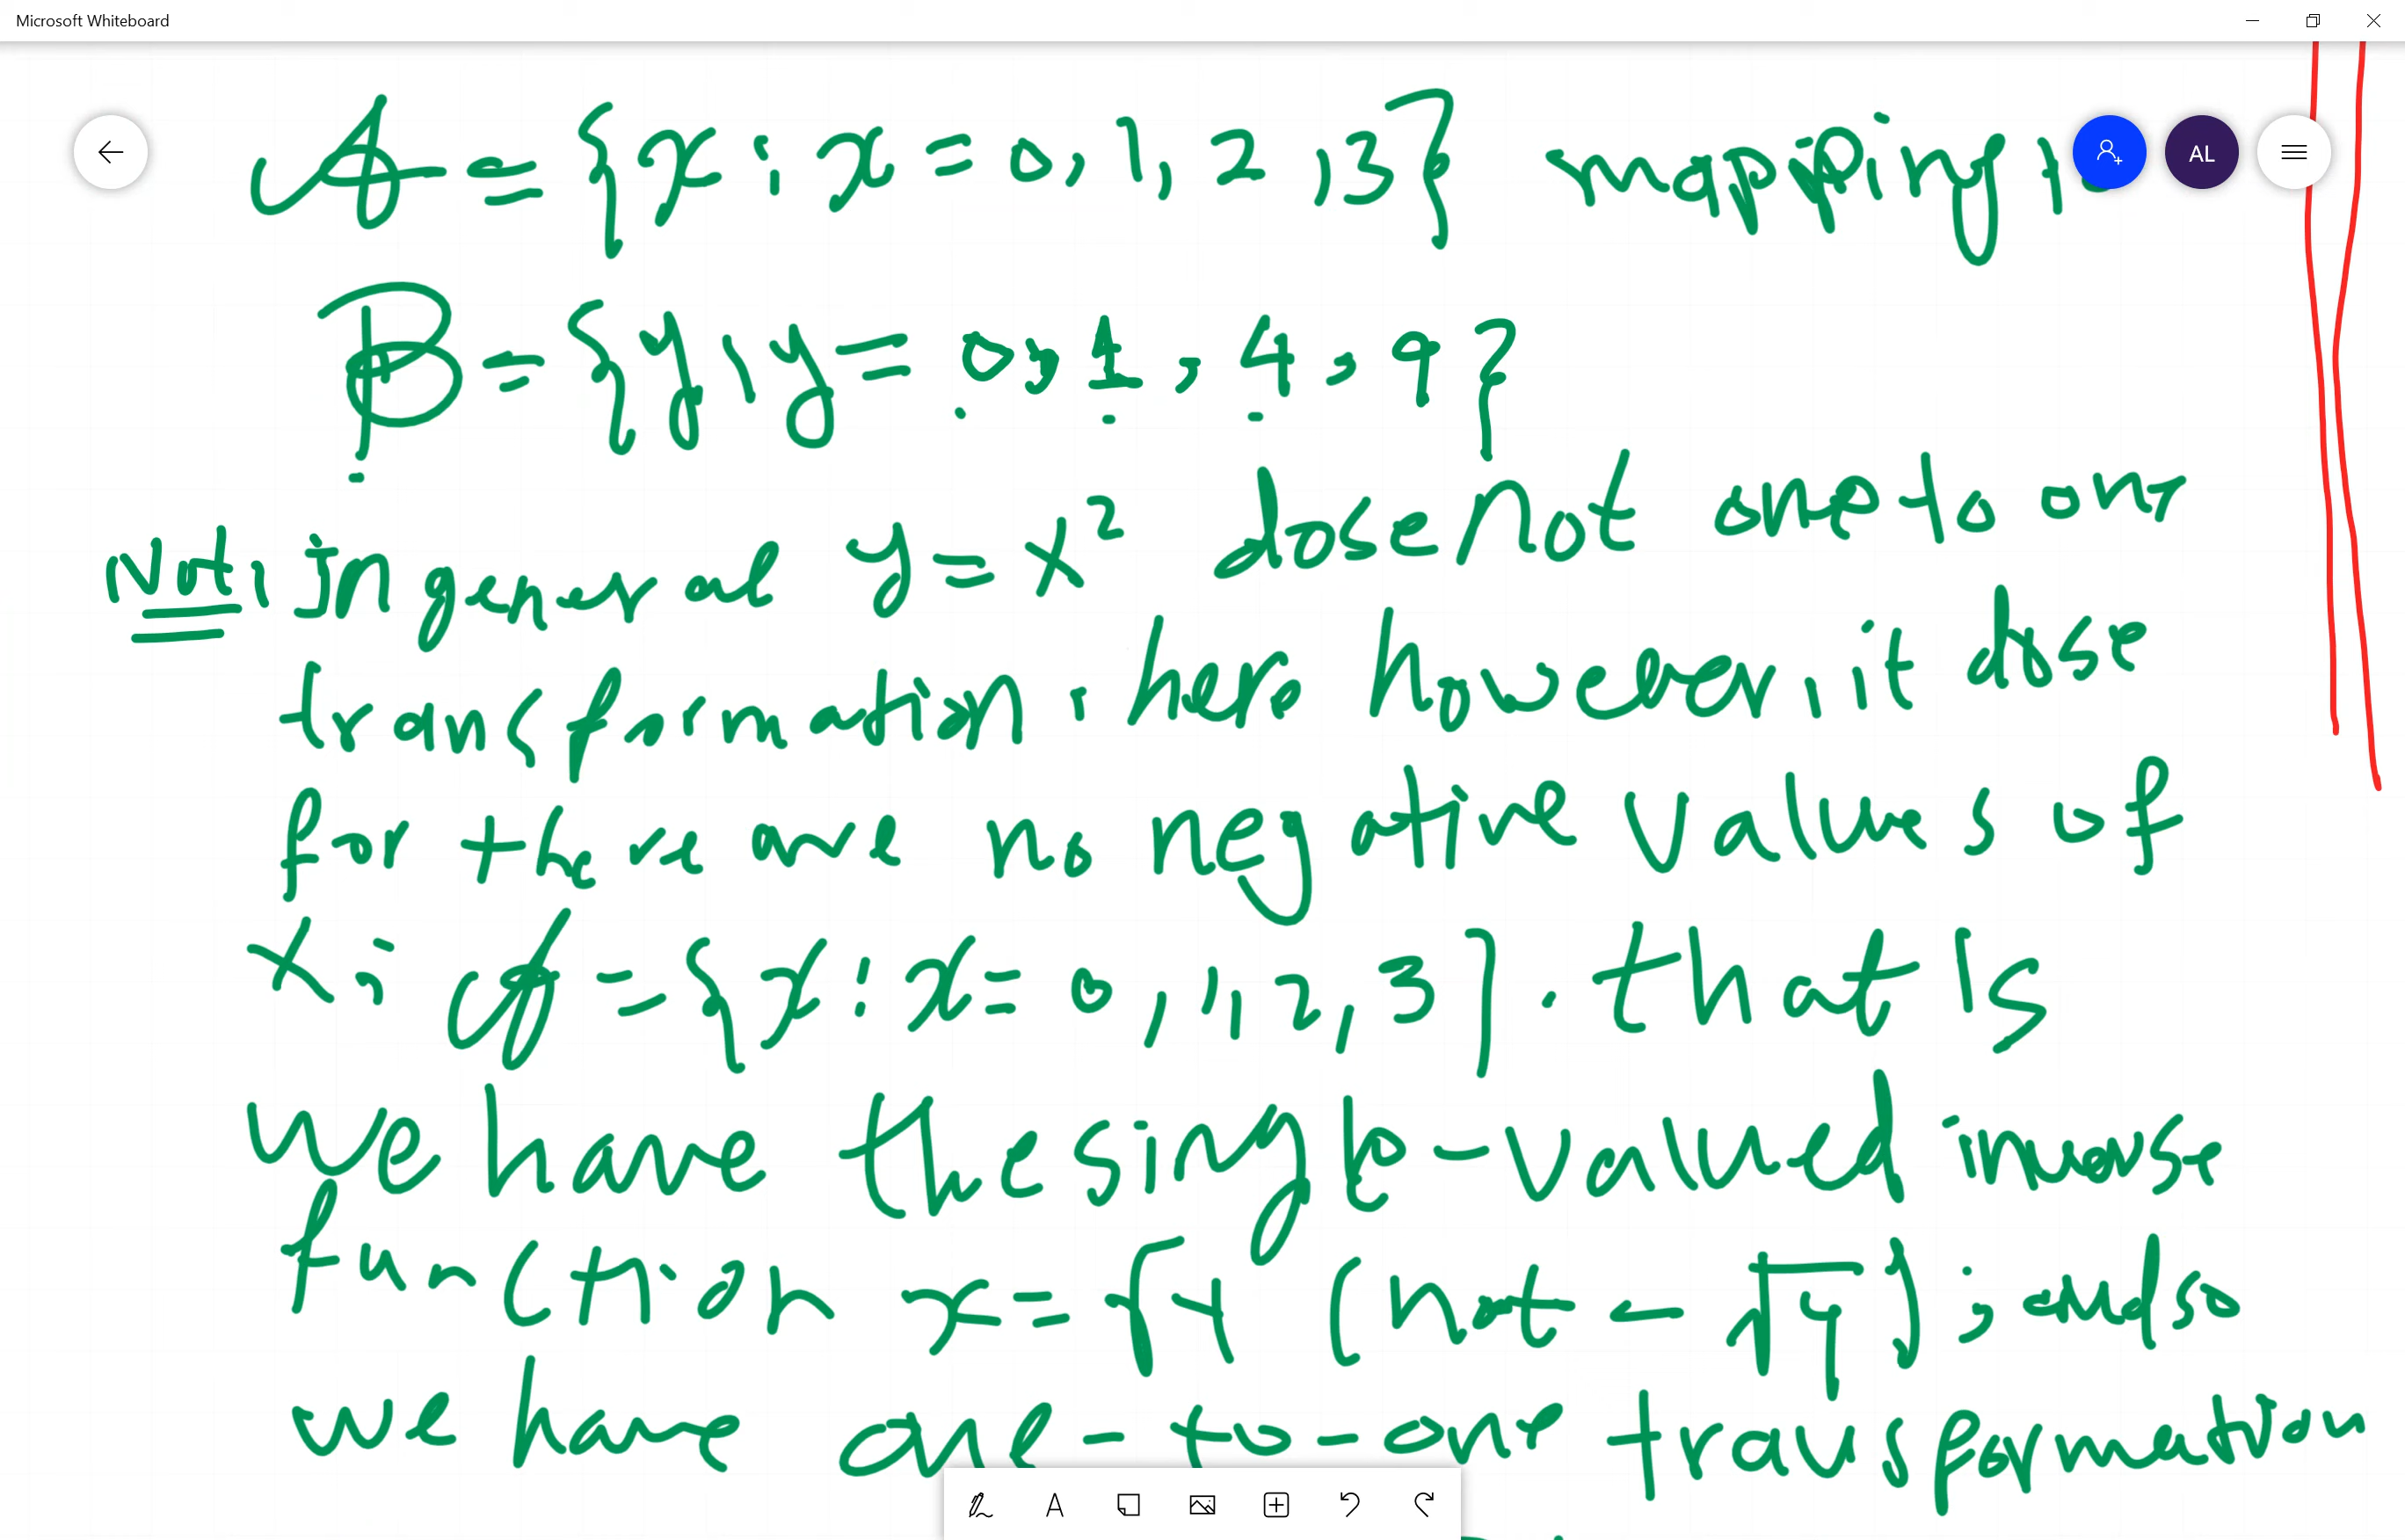 Microsoft Whiteboard
A = {x : x = 0, 1, 2, 3} mapping
AL
B = {y, y = 0, 1, 4, 9}
Not: in general y = x² dose not one to one
transformation, here however, it dose
for there are no negative values of
x : A = {x : x = 0, 1, 2, 3}. that is
we have the single-valued inverse
function x = √y (not - √y); and so
we have one-to-one transformation